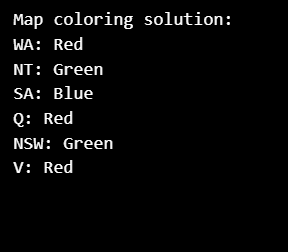 Map coloring solution:
WA: Red
NT: Green
SA: Blue
Q: Red
NSW: Green
V: Red